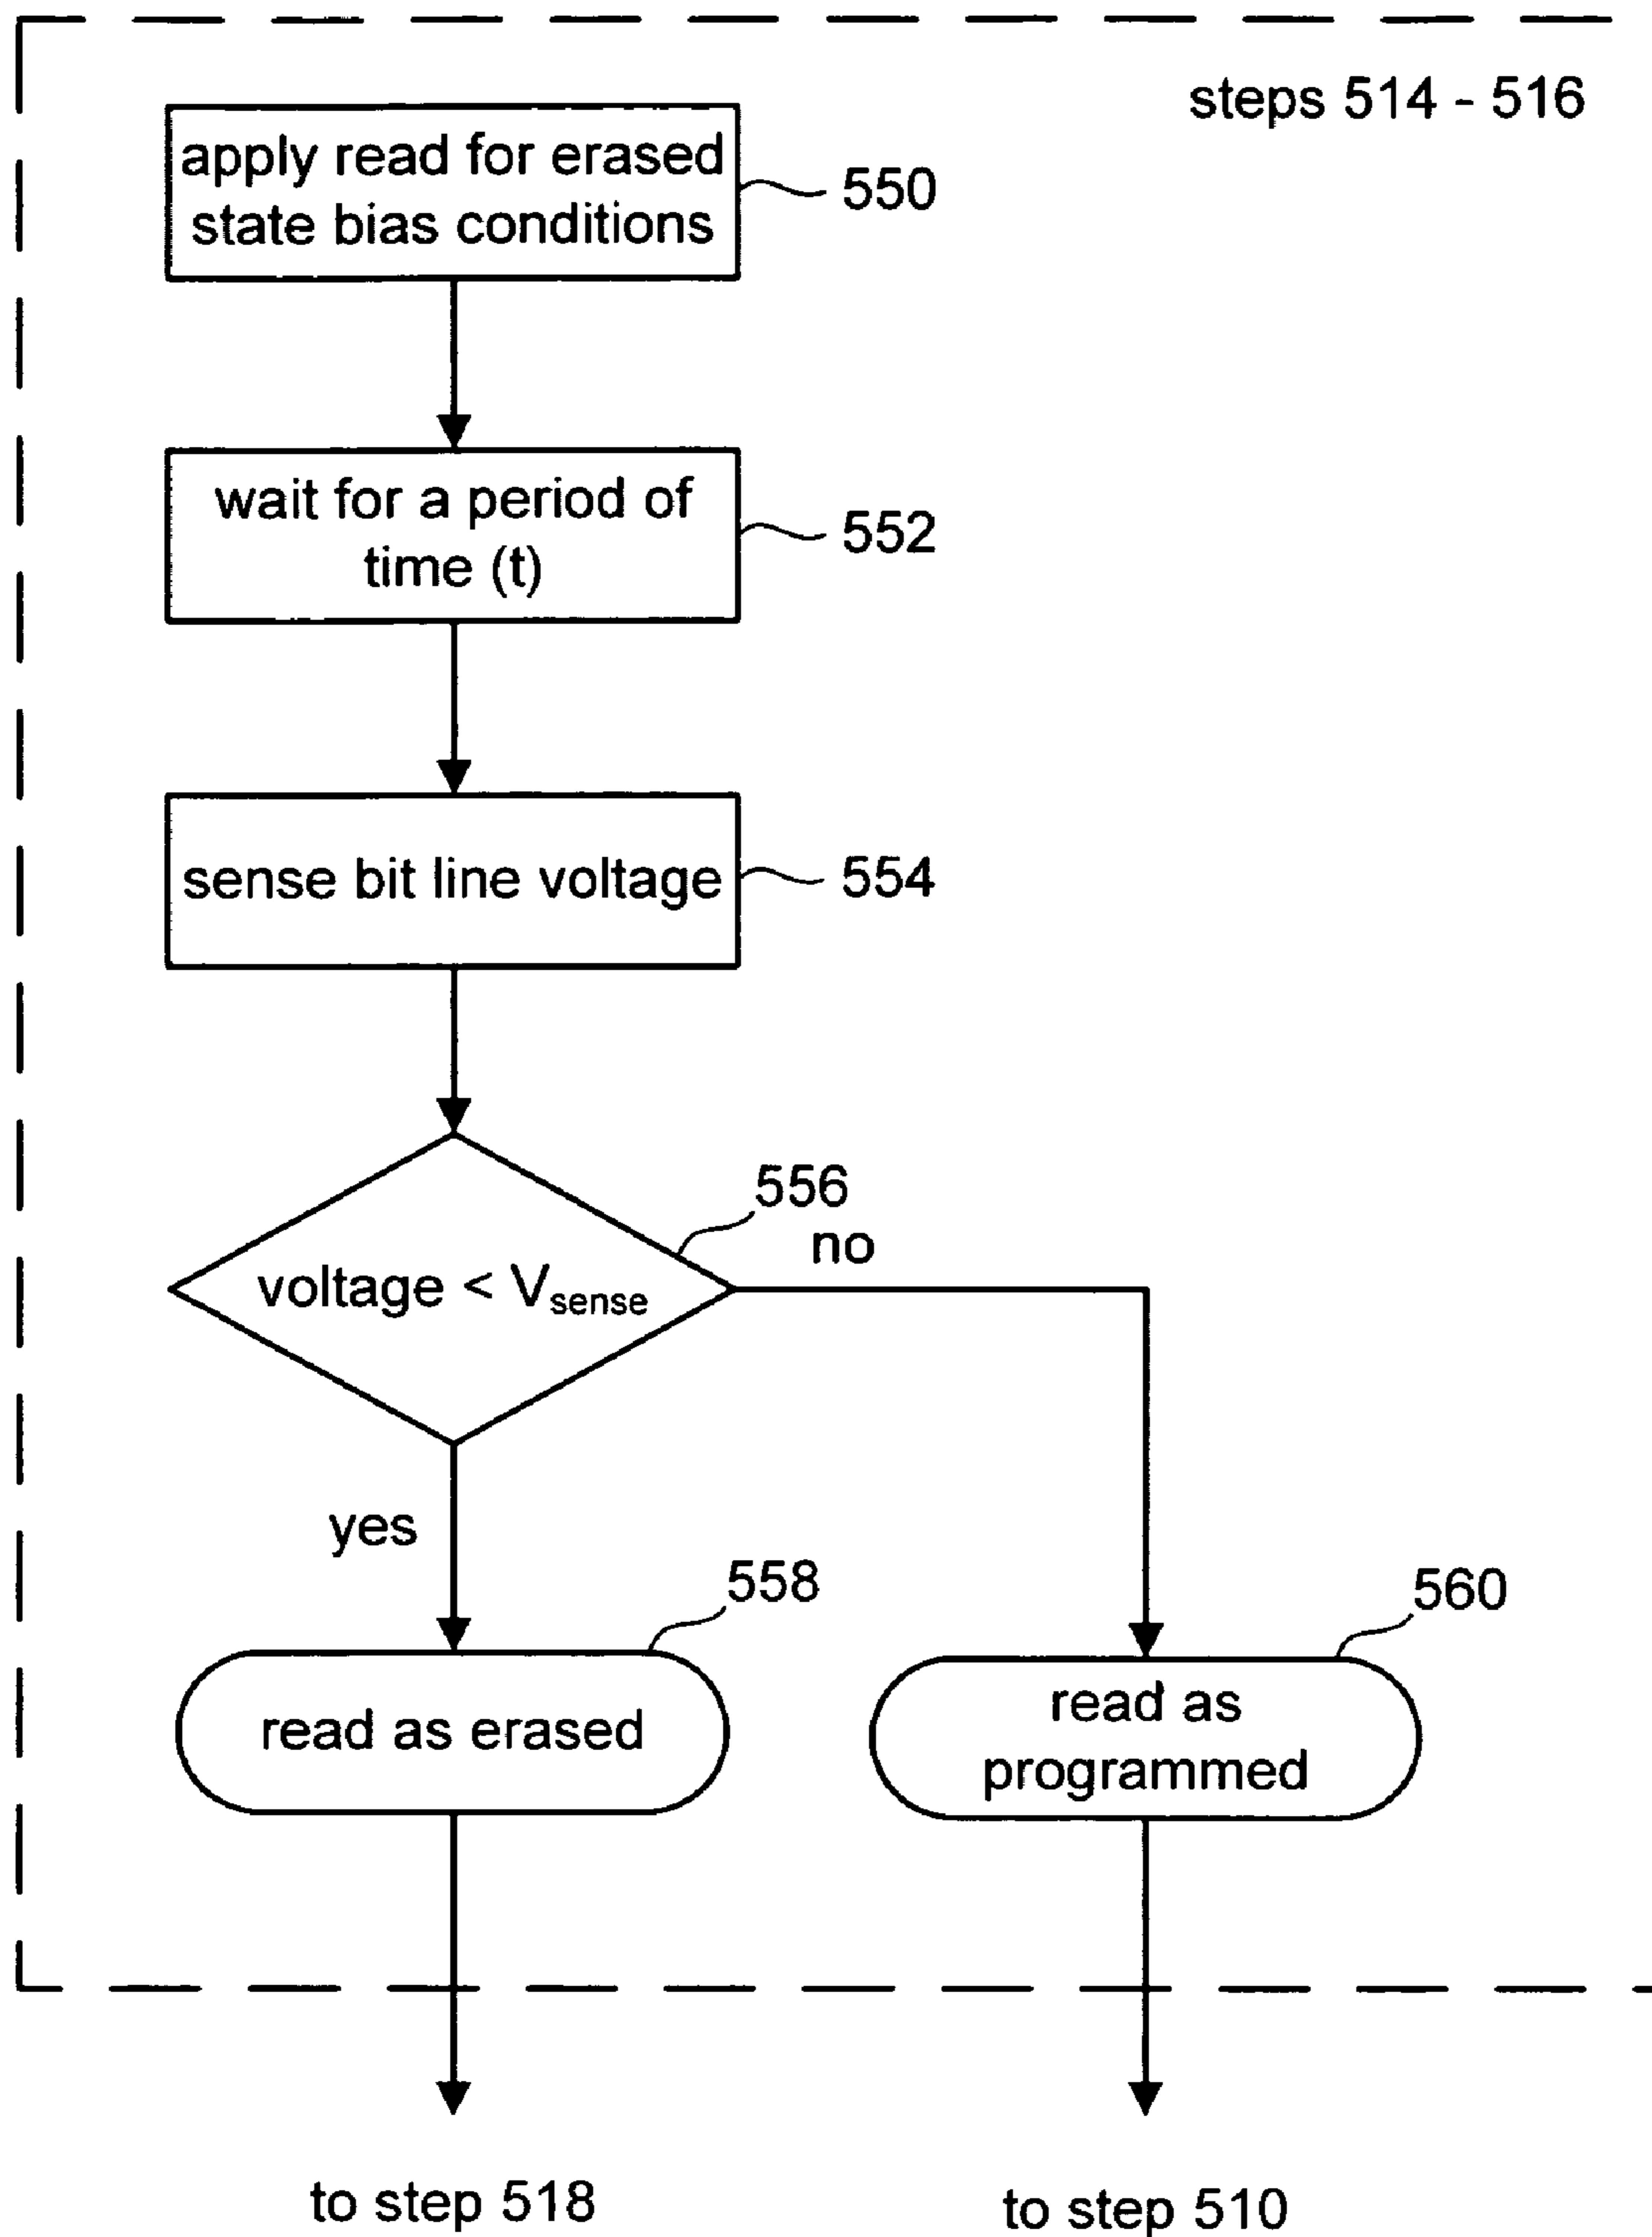 steps 514 - 516
apply read for erased
state bias conditions
550
wait for a period of
time (t)
552
sense bit line voltage
554
556
voltage < Vsense
no
yes
558
560
read as erased
read as
programmed
to step 518
to step 510